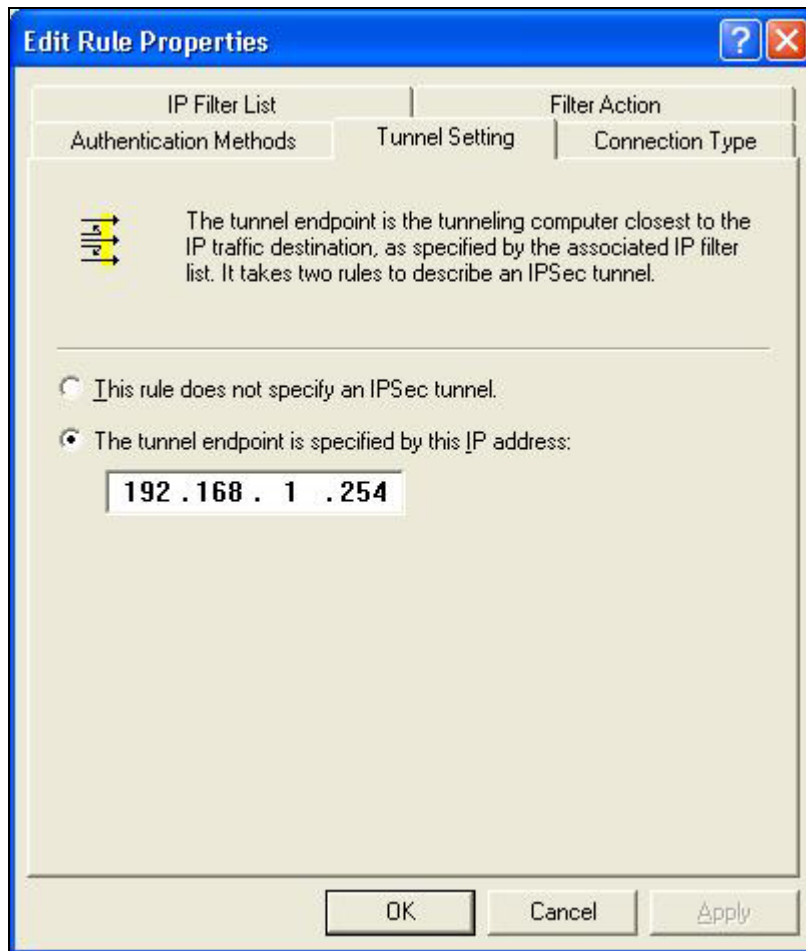 Edit Rule Properties
IP Filter List
Filter Action
Authentication Methods
Tunnel Setting
Connection Type
The tunnel endpoint is the tunneling computer closest to the
IP traffic destination, as specified by the associated IP filter
list. It takes two rules to describe an IPSec tunnel.
This rule does not specify an IPSec tunnel.
The tunnel endpoint is specified by this IP address:
192 . 168 . 1 . 254
OK
Cancel
Apply